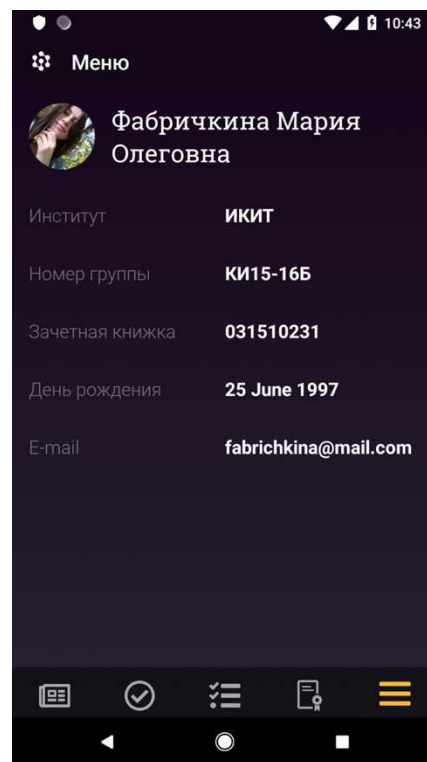 10:43
Меню
Фабричкина Мария
Олеговна
Институт ИКИТ
Номер группы КИ15-16Б
Зачетная книжка 031510231
День рождения 25 June 1997
E-mail fabrichkina@mail.com